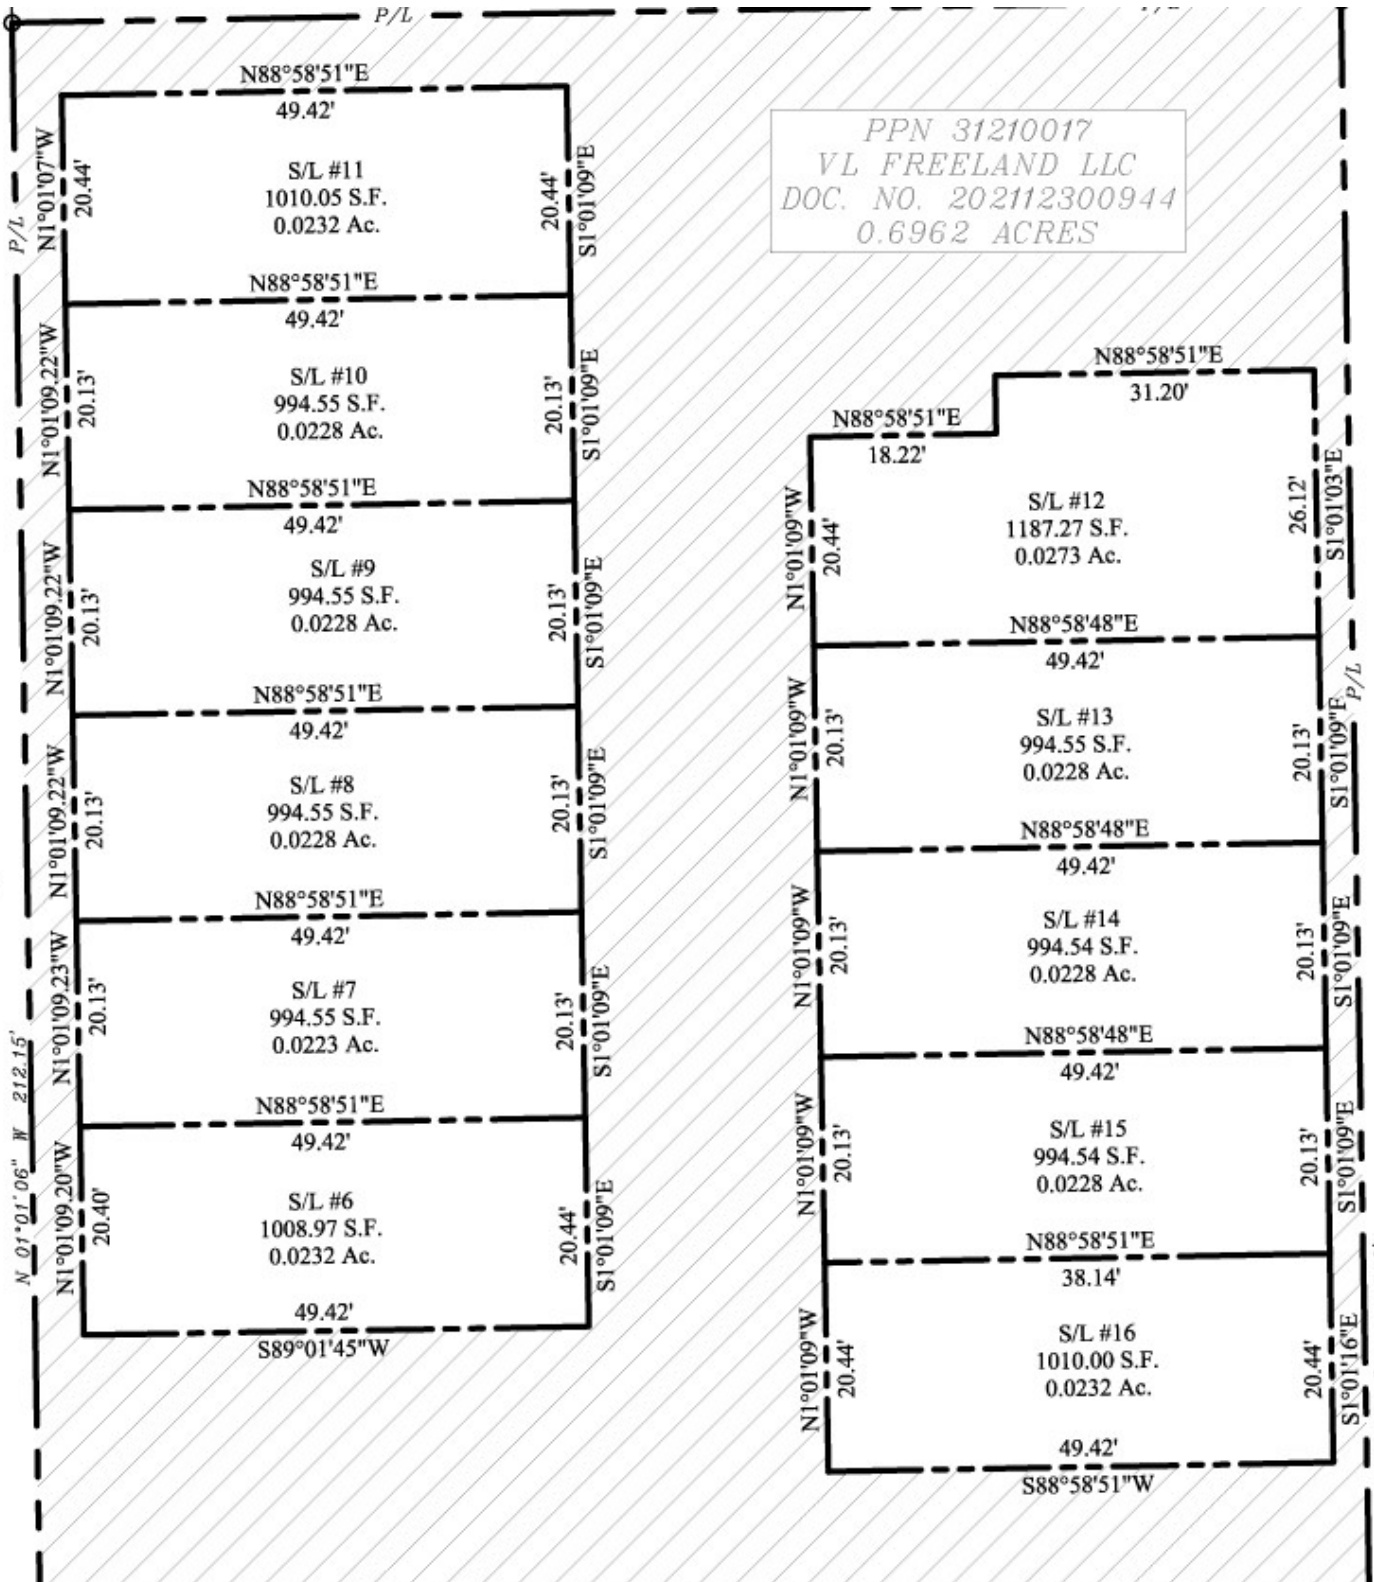 P/L
N88°58'51"E
49.42'
N1°01'07"W
20.44'
S/L #11
1010.05 S.F.
0.0232 Ac.
20.44'
S1°01'09"E
P/L
PPN 31210017
VL FREELAND LLC
DOC. NO. 202112300944
0.6962 ACRES
N88°58'51"E
49.42'
N1°01'09.22"W
20.13'
S/L #10
994.55 S.F.
0.0228 Ac.
20.13'
S1°01'09"E
N88°58'51"E
49.42'
N1°01'09.22"W
20.13'
S/L #9
994.55 S.F.
0.0228 Ac.
20.13'
S1°01'09"E
N88°58'51"E
49.42'
N1°01'09.22"W
20.13'
S/L #8
994.55 S.F.
0.0228 Ac.
20.13'
S1°01'09"E
N88°58'51"E
49.42'
N1°01'09.23"W
20.13'
S/L #7
994.55 S.F.
0.0223 Ac.
20.13'
S1°01'09"E
N 01°01'06" W 212.15'
N88°58'51"E
49.42'
N1°01'09.20"W
20.40'
S/L #6
1008.97 S.F.
0.0232 Ac.
20.44'
S1°01'09"E
49.42'
S89°01'45"W
N88°58'51"E
31.20'
N88°58'51"E
18.22'
N1°01'09"W
20.44'
S/L #12
1187.27 S.F.
0.0273 Ac.
26.12'
S1°01'03"E
N88°58'48"E
49.42'
P/L
N1°01'09"W
20.13'
S/L #13
994.55 S.F.
0.0228 Ac.
20.13'
S1°01'09"E
N88°58'48"E
49.42'
N1°01'09"W
20.13'
S/L #14
994.54 S.F.
0.0228 Ac.
20.13'
S1°01'09"E
N88°58'48"E
49.42'
N1°01'09"W
20.13'
S/L #15
994.54 S.F.
0.0228 Ac.
20.13'
S1°01'09"E
N88°58'51"E
38.14'
N1°01'09"W
20.44'
S/L #16
1010.00 S.F.
0.0232 Ac.
20.44'
S1°01'16"E
49.42'
S88°58'51"W